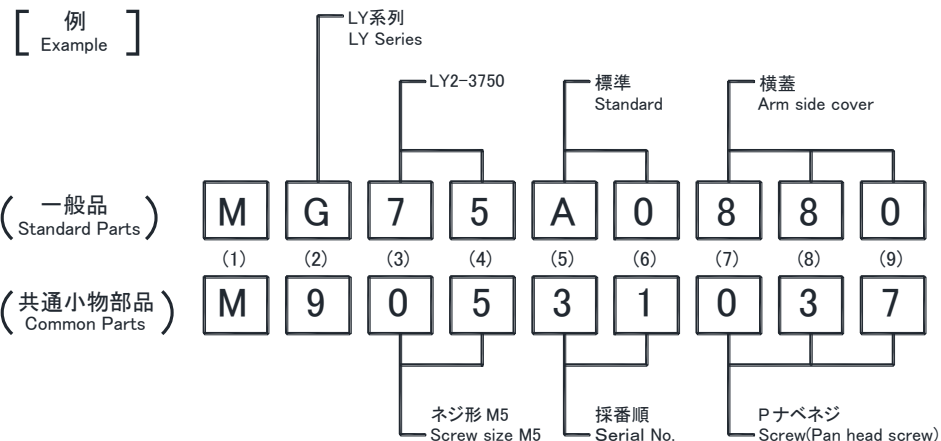 例
Example
LY系列
LY Series
LY2-3750
標準
Standard
横蓋
Arm side cover
一般品
Standard Parts
M G 7 5 A 0 8 8 0
(1) (2) (3) (4) (5) (6) (7) (8) (9)
共通小物部品
Common Parts
M 9 0 5 3 1 0 3 7
ネジ形 M5
Screw size M5
採番順
Serial No.
Pナベネジ
Screw(Pan head screw)